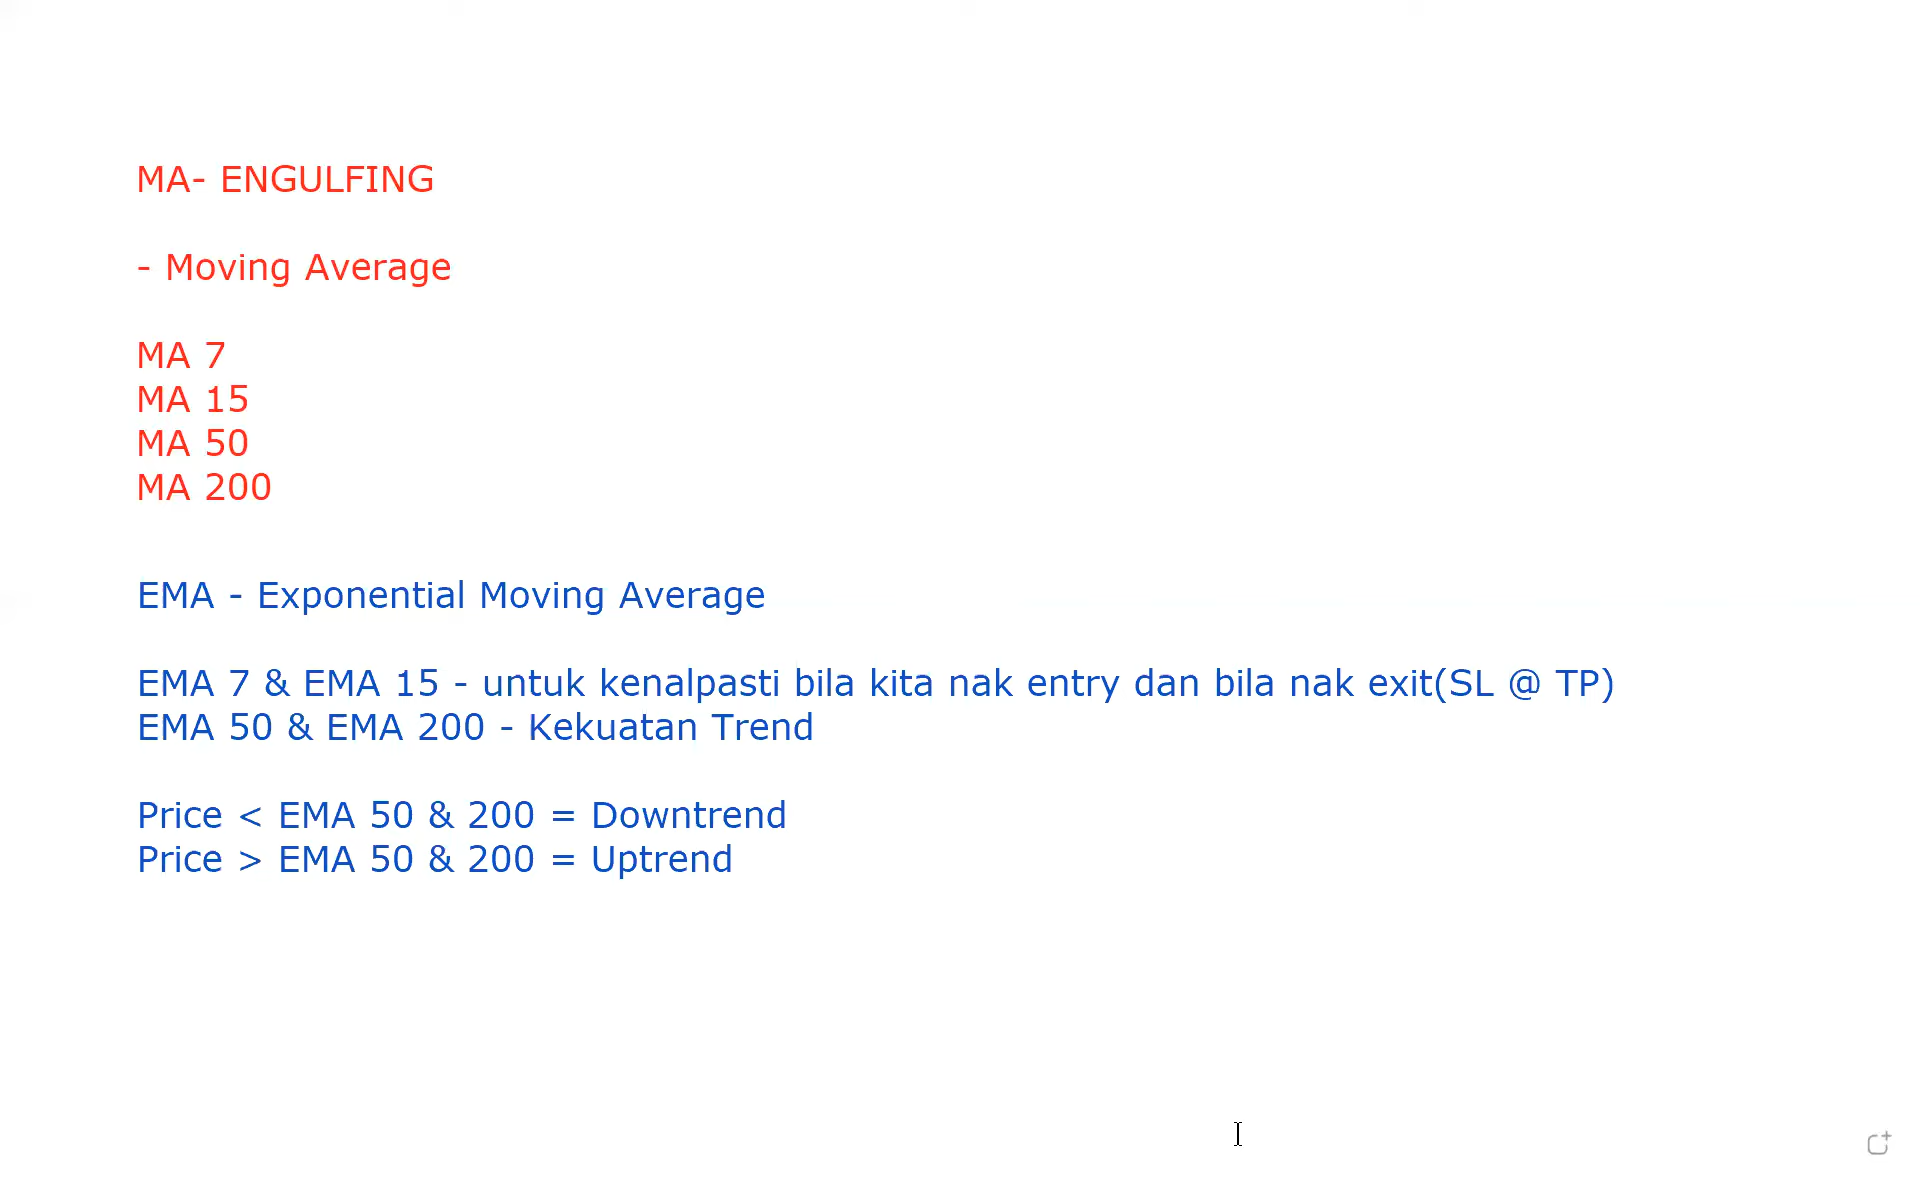 MA- ENGULFING
- Moving Average
MA 7
MA 15
MA 50
MA 200
EMA - Exponential Moving Average
EMA 7 & EMA 15 - untuk kenalpasti bila kita nak entry dan bila nak exit(SL @ TP)
EMA 50 & EMA 200 - Kekuatan Trend
Price < EMA 50 & 200 = Downtrend
Price > EMA 50 & 200 = Uptrend